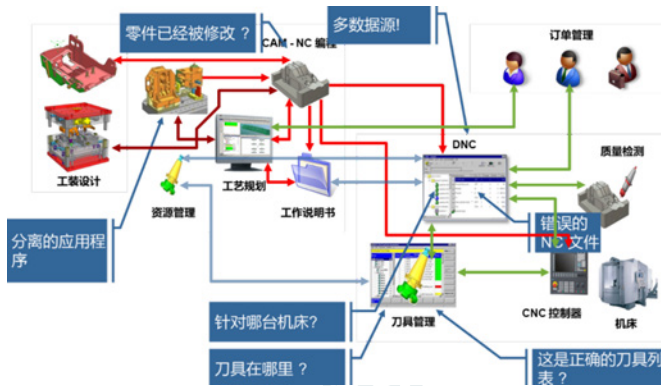 零件已经被修改 ?
多数据源!
订单管理
CAM - NC 编程
DNC
质量检测
工装设计
资源管理
工艺规划
工作说明书
分离的应用程
序
错误的
NC 文件
针对哪台机床?
刀具管理
CNC 控制器
机床
刀具在哪里 ?
这是正确的刀具列
表 ?